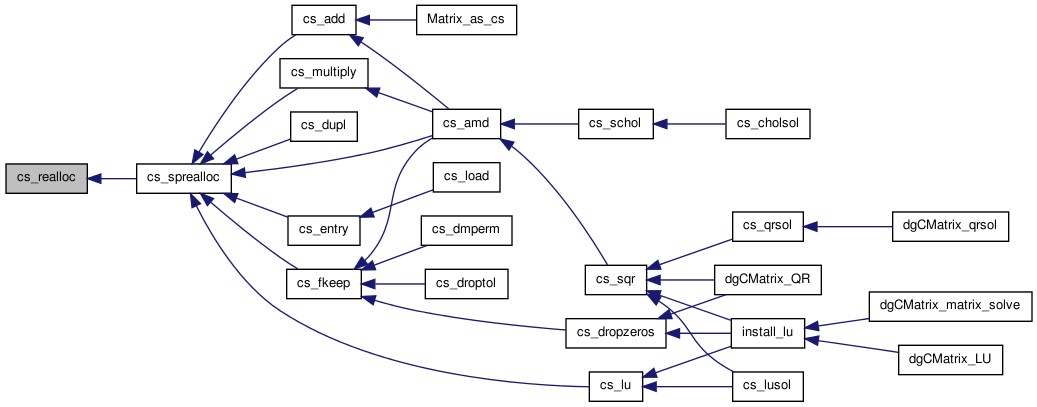 cs_add
Matrix_as_cs
cs_multiply
cs_dupl
cs_amd
cs_schol
cs_cholsol
cs_realloc
cs_sprealloc
cs_load
cs_entry
cs_dmperm
cs_qrsol
dgCMatrix_qrsol
cs_fkeep
cs_droptol
cs_sqr
dgCMatrix_QR
dgCMatrix_matrix_solve
cs_dropzeros
install_lu
dgCMatrix_LU
cs_lu
cs_lusol